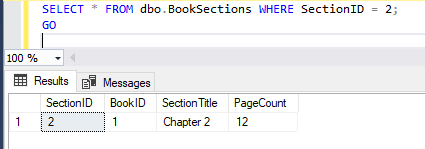 SELECT * FROM dbo.BookSections WHERE SectionID = 2;
GO
100 %
Results Messages
SectionID BookID SectionTitle PageCount
1 2 1 Chapter 2 12